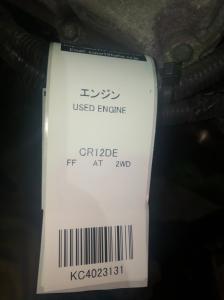 エンジン
USED ENGINE
CR12DE
FF AT 2WD
KC4023131